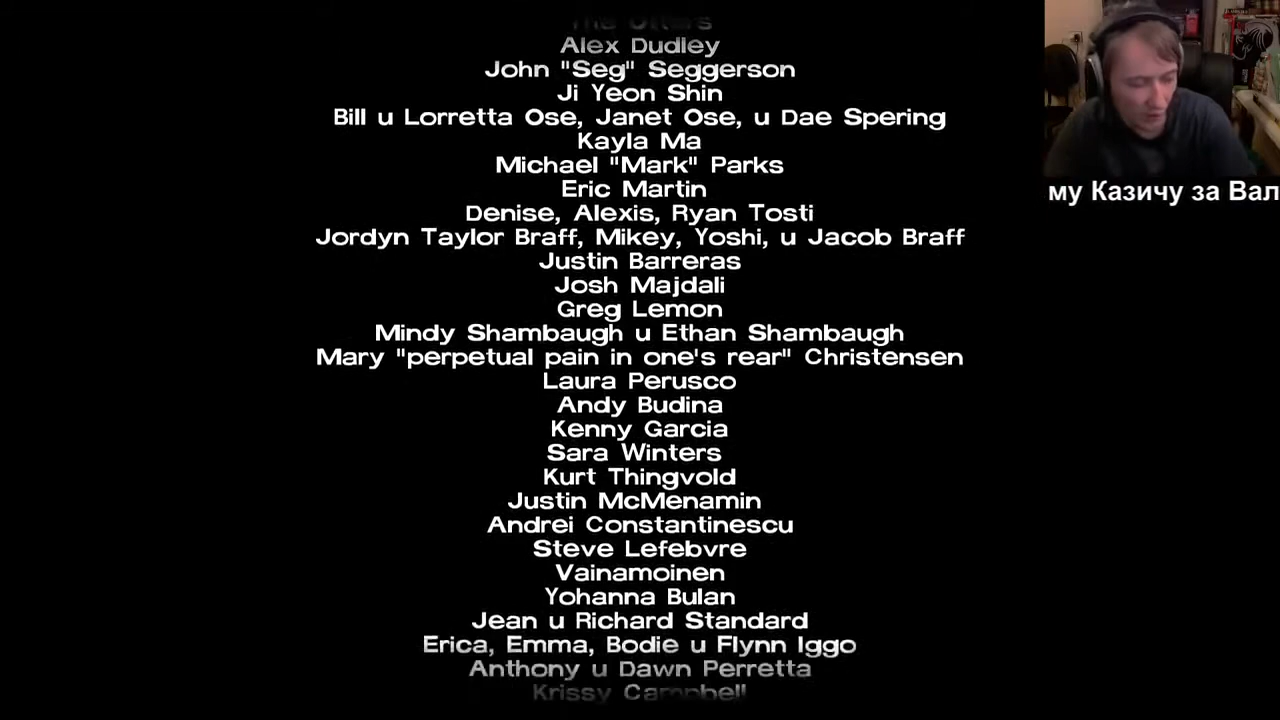 The Otters
Alex Dudley
John "Seg" Seggerson
Ji Yeon Shin
Bill u Lorretta Ose, Janet Ose, u Dae Spering
Kayla Ma
Michael "Mark" Parks
Eric Martin
Denise, Alexis, Ryan Tosti
Jordyn Taylor Braff, Mikey, Yoshi, u Jacob Braff
Justin Barreras
Josh Majdali
Greg Lemon
Mindy Shambaugh u Ethan Shambaugh
Mary "perpetual pain in one's rear" Christensen
Laura Perusco
Andy Budina
Kenny Garcia
Sara Winters
Kurt Thingvold
Justin McMenamin
Andrei Constantinescu
Steve Lefebvre
Vainamoinen
Yohanna Bulan
Jean u Richard Standard
Erica, Emma, Bodie u Flynn Iggo
Anthony u Dawn Perretta
Krissy Campbell
му Казичу за Вал